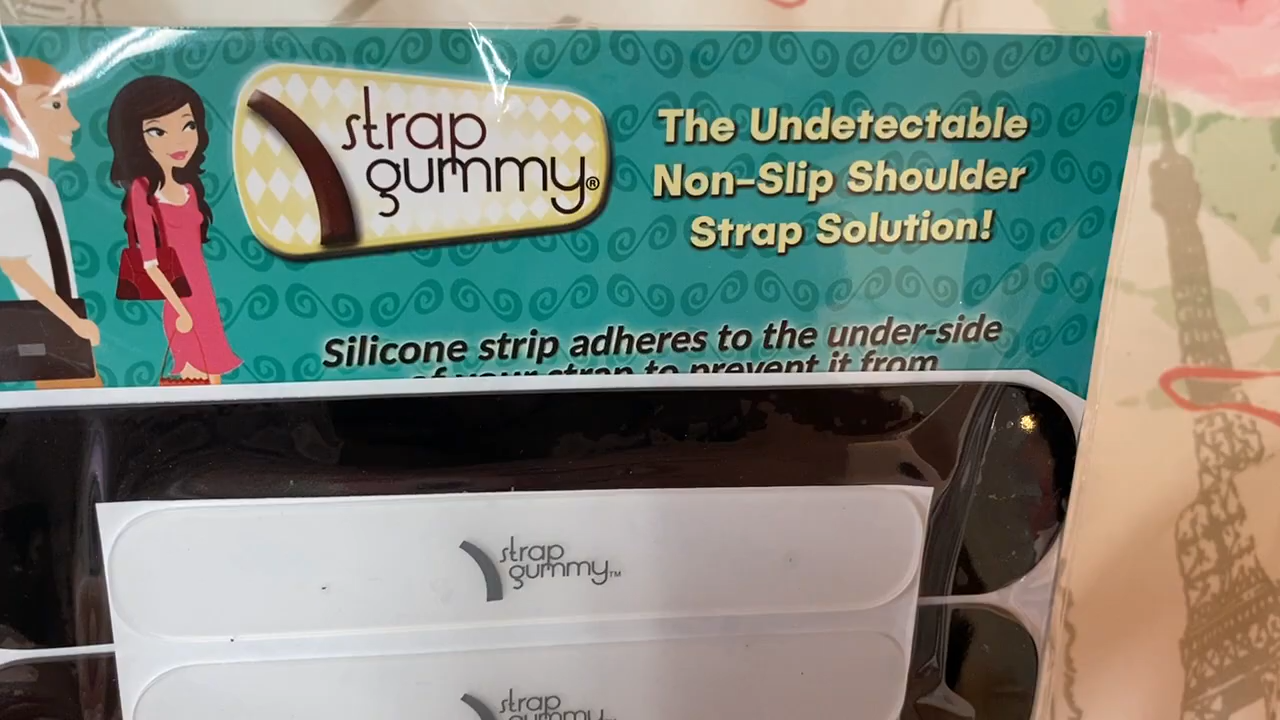 strap
gummy®
The Undetectable
Non-Slip Shoulder
Strap Solution!
Silicone strip adheres to the under-side
of your strap to prevent it from
strap
gummy™
strap
gummy